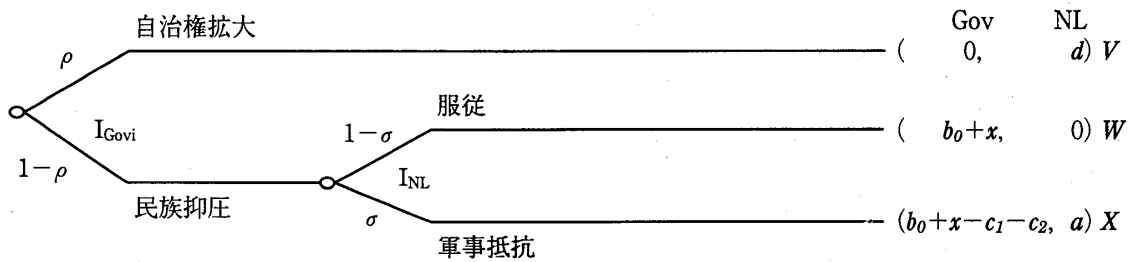 Gov NL
自治権拡大
( 0, d) V
ρ
服従
I_Govi
1−σ
( b₀+x, 0) W
1−ρ
I_NL
民族抑圧
σ
(b₀+x−c₁−c₂, a) X
軍事抵抗